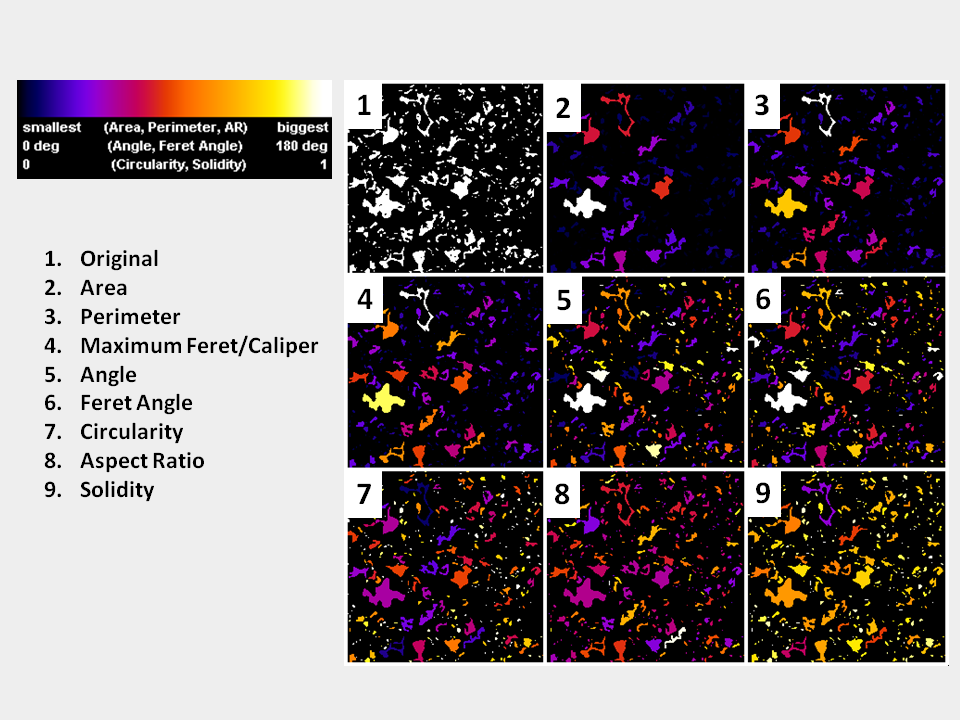 smallest (Area, Perimeter, AR) biggest
0 deg (Angle, Feret Angle) 180 deg
0 (Circularity, Solidity) 1
1. Original
2. Area
3. Perimeter
4. Maximum Feret/Caliper
5. Angle
6. Feret Angle
7. Circularity
8. Aspect Ratio
9. Solidity
1 2 3
4 5 6
7 8 9